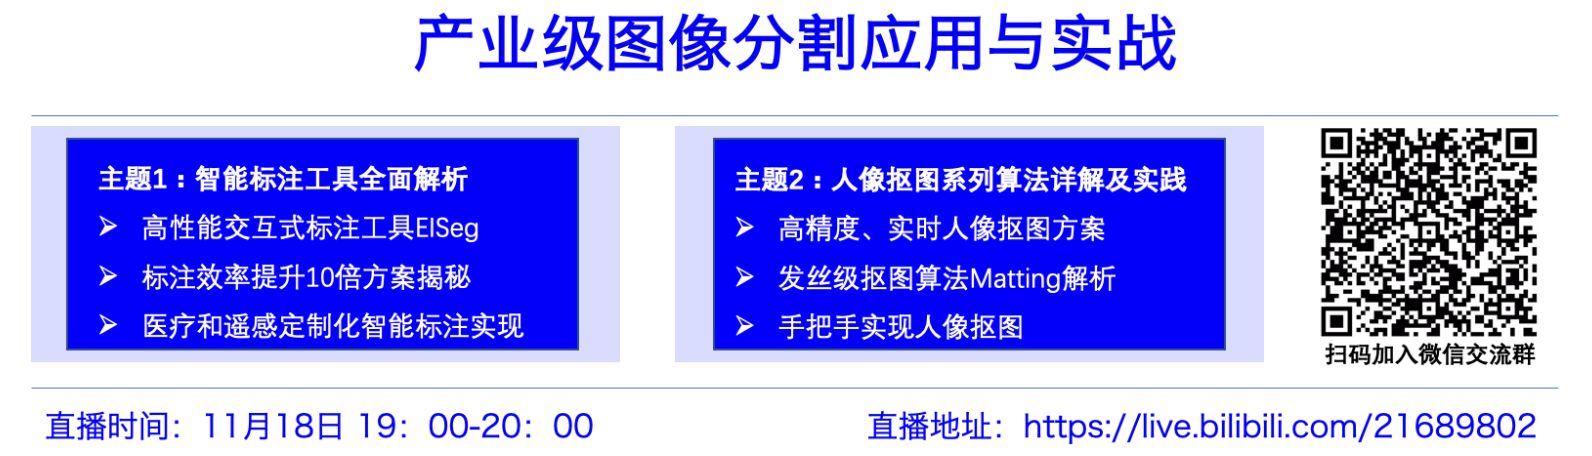 产业级图像分割应用与实战
主题1：智能标注工具全面解析
➢ 高性能交互式标注工具EISeg
➢ 标注效率提升10倍方案揭秘
➢ 医疗和遥感定制化智能标注实现
主题2：人像抠图系列算法详解及实践
➢ 高精度、实时人像抠图方案
➢ 发丝级抠图算法Matting解析
➢ 手把手实现人像抠图
扫码加入微信交流群
直播时间：11月18日 19：00-20：00
直播地址：https://live.bilibili.com/21689802